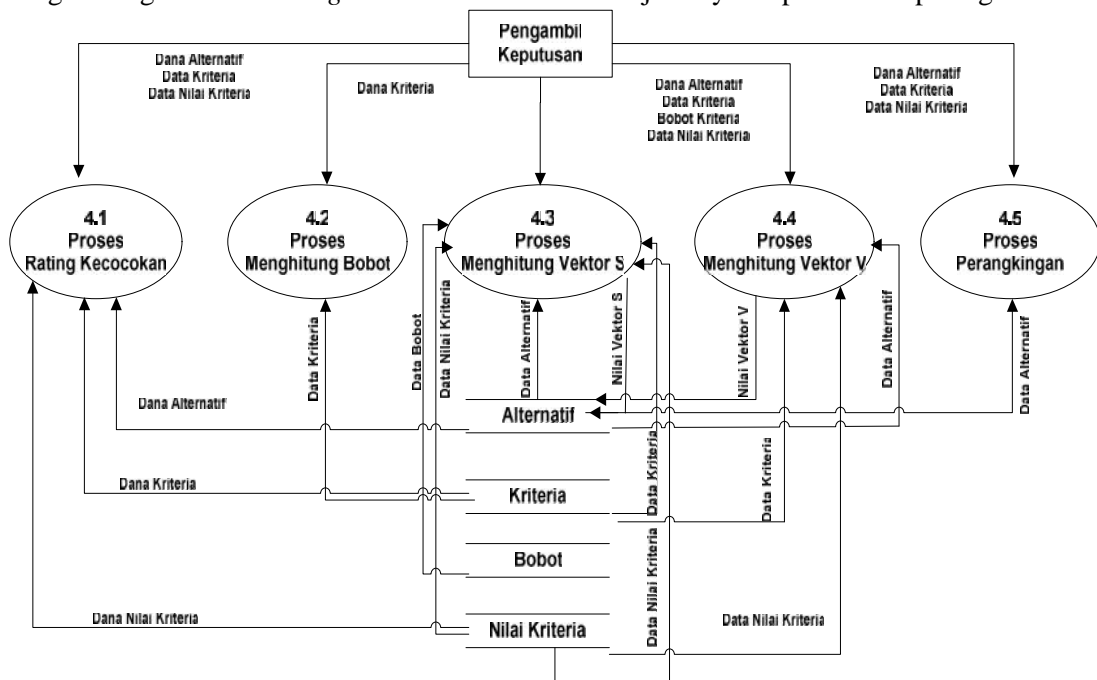 Pengambil
Keputusan
Dana Alternatif
Data Kriteria
Data Nilai Kriteria
Dana Kriteria
Dana Alternatif
Data Kriteria
Bobot Kriteria
Data Nilai Kriteria
Dana Alternatif
Data Kriteria
Data Nilai Kriteria
4.1
Proses
Rating Kecocokan
4.2
Proses
Menghitung Bobot
4.3
Proses
Menghitung Vektor S
4.4
Proses
Menghitung Vektor V
4.5
Proses
Perangkingan
Data Kriteria
Data Bobot
Data Nilai Kriteria
Data Alternatif
Nilai Vektor S
Nilai Vektor V
Data Alternatif
Data Alternatif
Dana Alternatif
Alternatif
Dana Kriteria
Kriteria
Data Kriteria
Data Kriteria
Bobot
Data Nilai Kriteria
Dana Nilai Kriteria
Nilai Kriteria
Data Nilai Kriteria